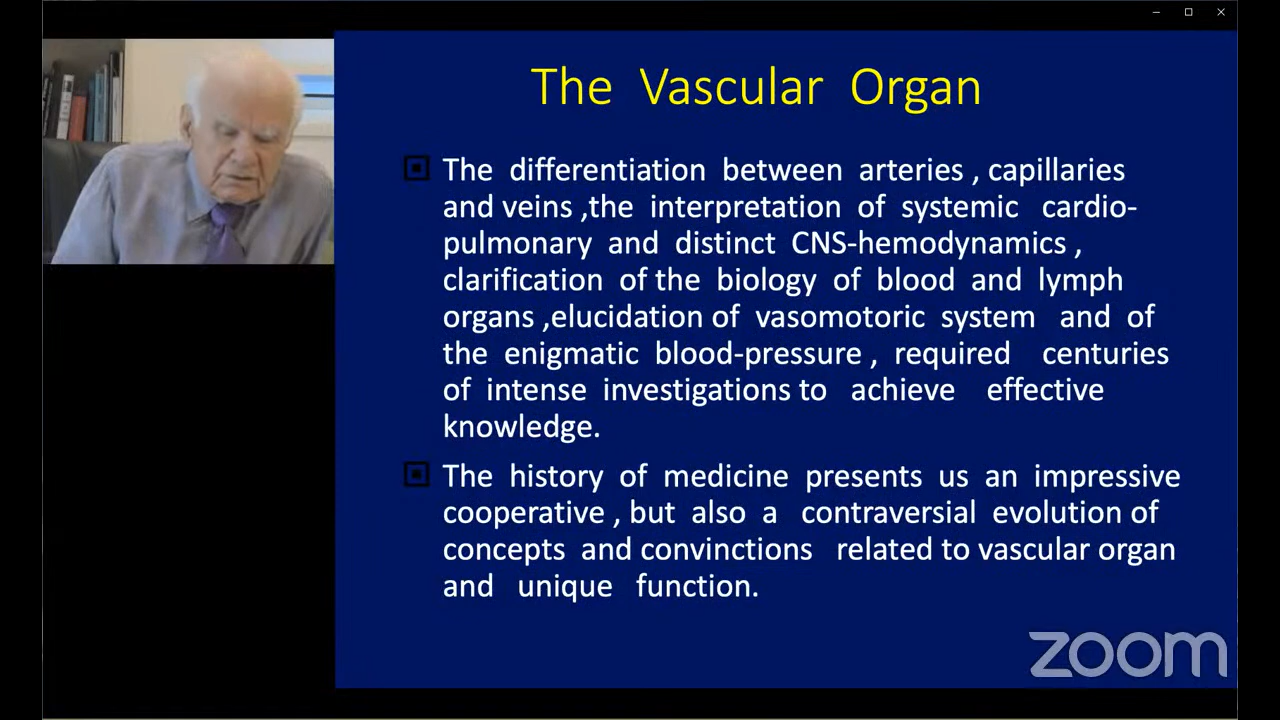 The Vascular Organ
The differentiation between arteries , capillaries
and veins ,the interpretation of systemic cardio-
pulmonary and distinct CNS-hemodynamics ,
clarification of the biology of blood and lymph
organs ,elucidation of vasomotoric system and of
the enigmatic blood-pressure , required centuries
of intense investigations to achieve effective
knowledge.
The history of medicine presents us an impressive
cooperative , but also a contraversial evolution of
concepts and convinctions related to vascular organ
and unique function.
zoom